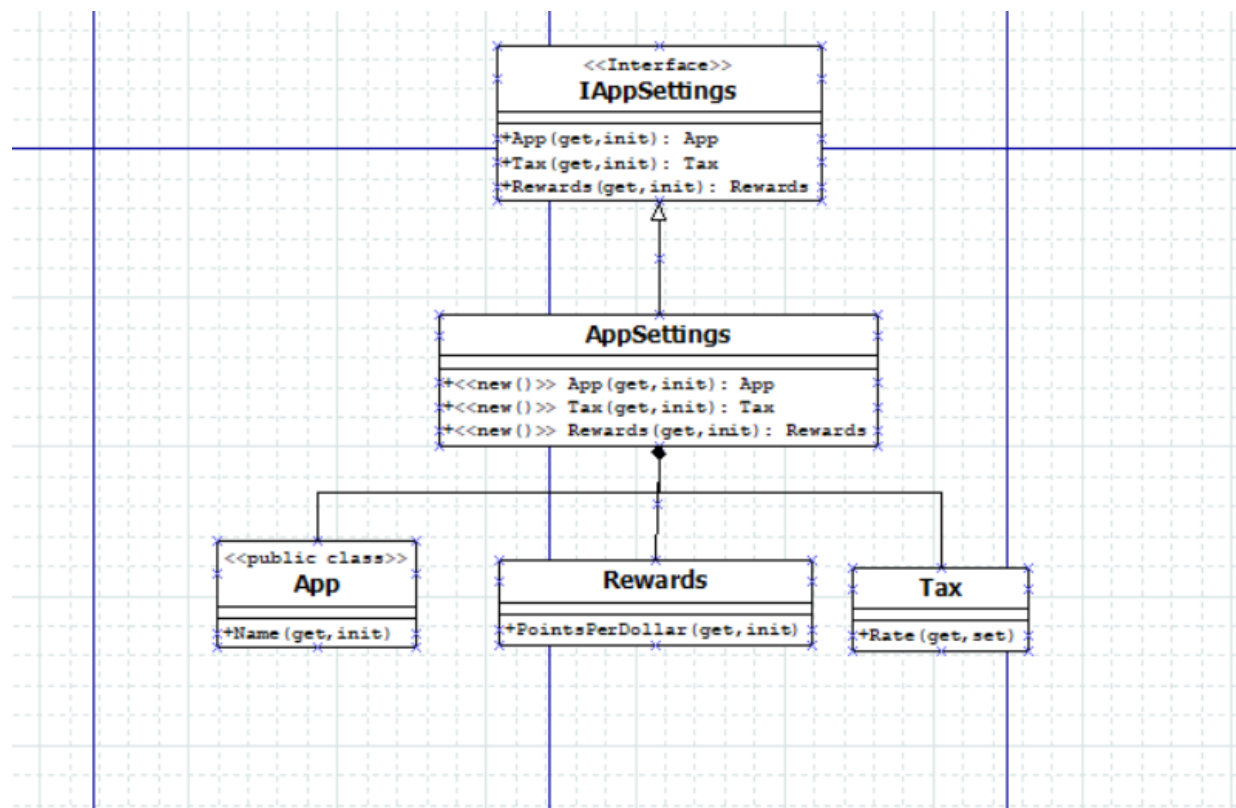 <<Interface>>
IAppSettings
+App(get,init): App
+Tax(get,init): Tax
+Rewards(get,init): Rewards
AppSettings
+<<new()>> App(get,init): App
+<<new()>> Tax(get,init): Tax
+<<new()>> Rewards(get,init): Rewards
<<public class>>
App
+Name(get,init)
Rewards
+PointsPerDollar(get,init)
Tax
+Rate(get,set)